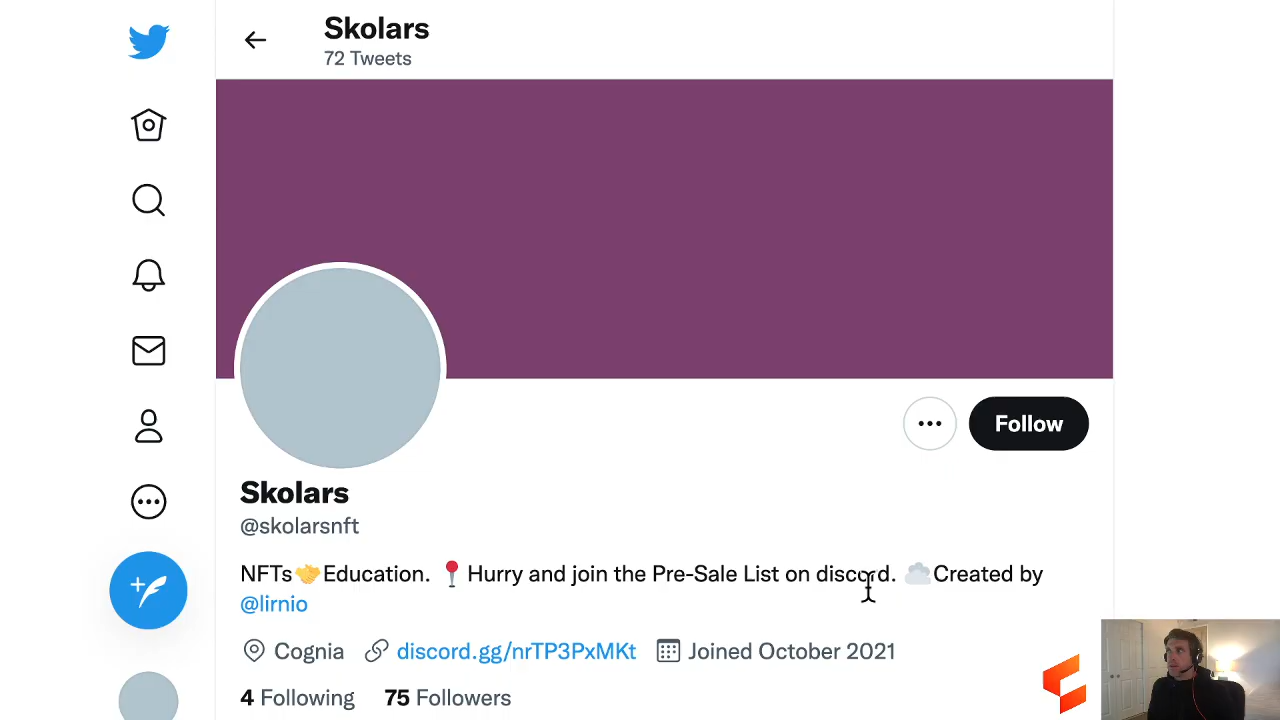 Skolars
72 Tweets
Follow
Skolars
@skolarsnft
NFTs🤝Education. 📍Hurry and join the Pre-Sale List on discord. ☁️Created by
@lirnio
Cognia discord.gg/nrTP3PxMKt Joined October 2021
4 Following 75 Followers